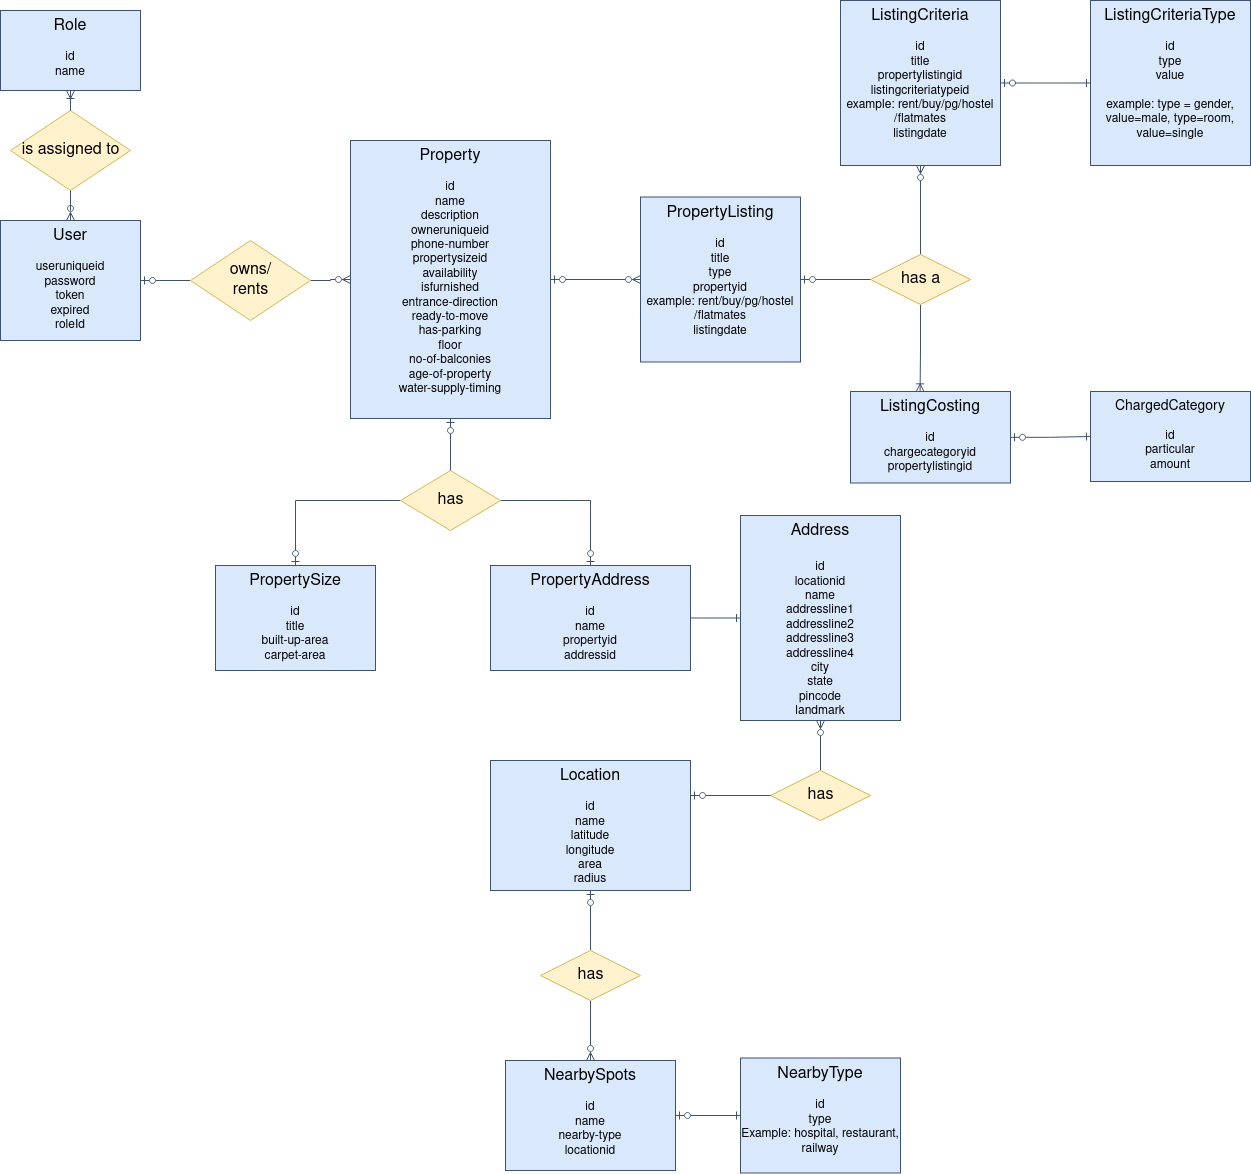 Role
id
name
is assigned to
User
useruniqueid
password
token
expired
roleId
owns/
rents
Property
id
name
description
owneruniqueid
phone-number
propertysizeid
availability
isfurnished
entrance-direction
ready-to-move
has-parking
floor
no-of-balconies
age-of-property
water-supply-timing
PropertyListing
id
title
type
propertyid
example: rent/buy/pg/hostel
/flatmates
listingdate
ListingCriteria
id
title
propertylistingid
listingcriteriatypeid
example: rent/buy/pg/hostel
/flatmates
listingdate
ListingCriteriaType
id
type
value
example: type = gender,
value=male, type=room,
value=single
has a
ListingCosting
id
chargecategoryid
propertylistingid
ChargedCategory
id
particular
amount
has
PropertySize
id
title
built-up-area
carpet-area
PropertyAddress
id
name
propertyid
addressid
Address
id
locationid
name
addressline1
addressline2
addressline3
addressline4
city
state
pincode
landmark
has
Location
id
name
latitude
longitude
area
radius
has
NearbySpots
id
name
nearby-type
locationid
NearbyType
id
type
Example: hospital, restaurant,
railway